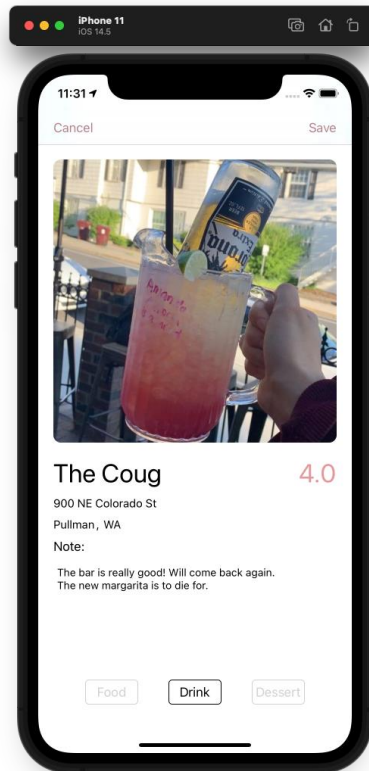 iPhone 11
iOS 14.5
11:31
Cancel
Save
Corona
Extra
The Coug
4.0
900 NE Colorado St
Pullman, WA
Note:
The bar is really good! Will come back again.
The new margarita is to die for.
Food
Drink
Dessert